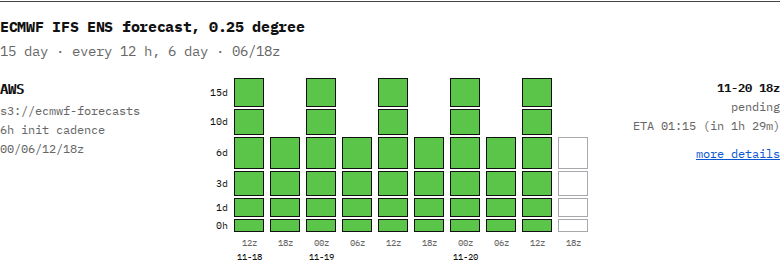 ECMWF IFS ENS forecast, 0.25 degree
15 day · every 12 h, 6 day · 06/18z
AWS
s3://ecmwf-forecasts
6h init cadence
00/06/12/18z
15d
10d
6d
3d
1d
0h
12z 18z 00z 06z 12z 18z 00z 06z 12z 18z
11-18 11-19 11-20
11-20 18z
pending
ETA 01:15 (in 1h 29m)
more details